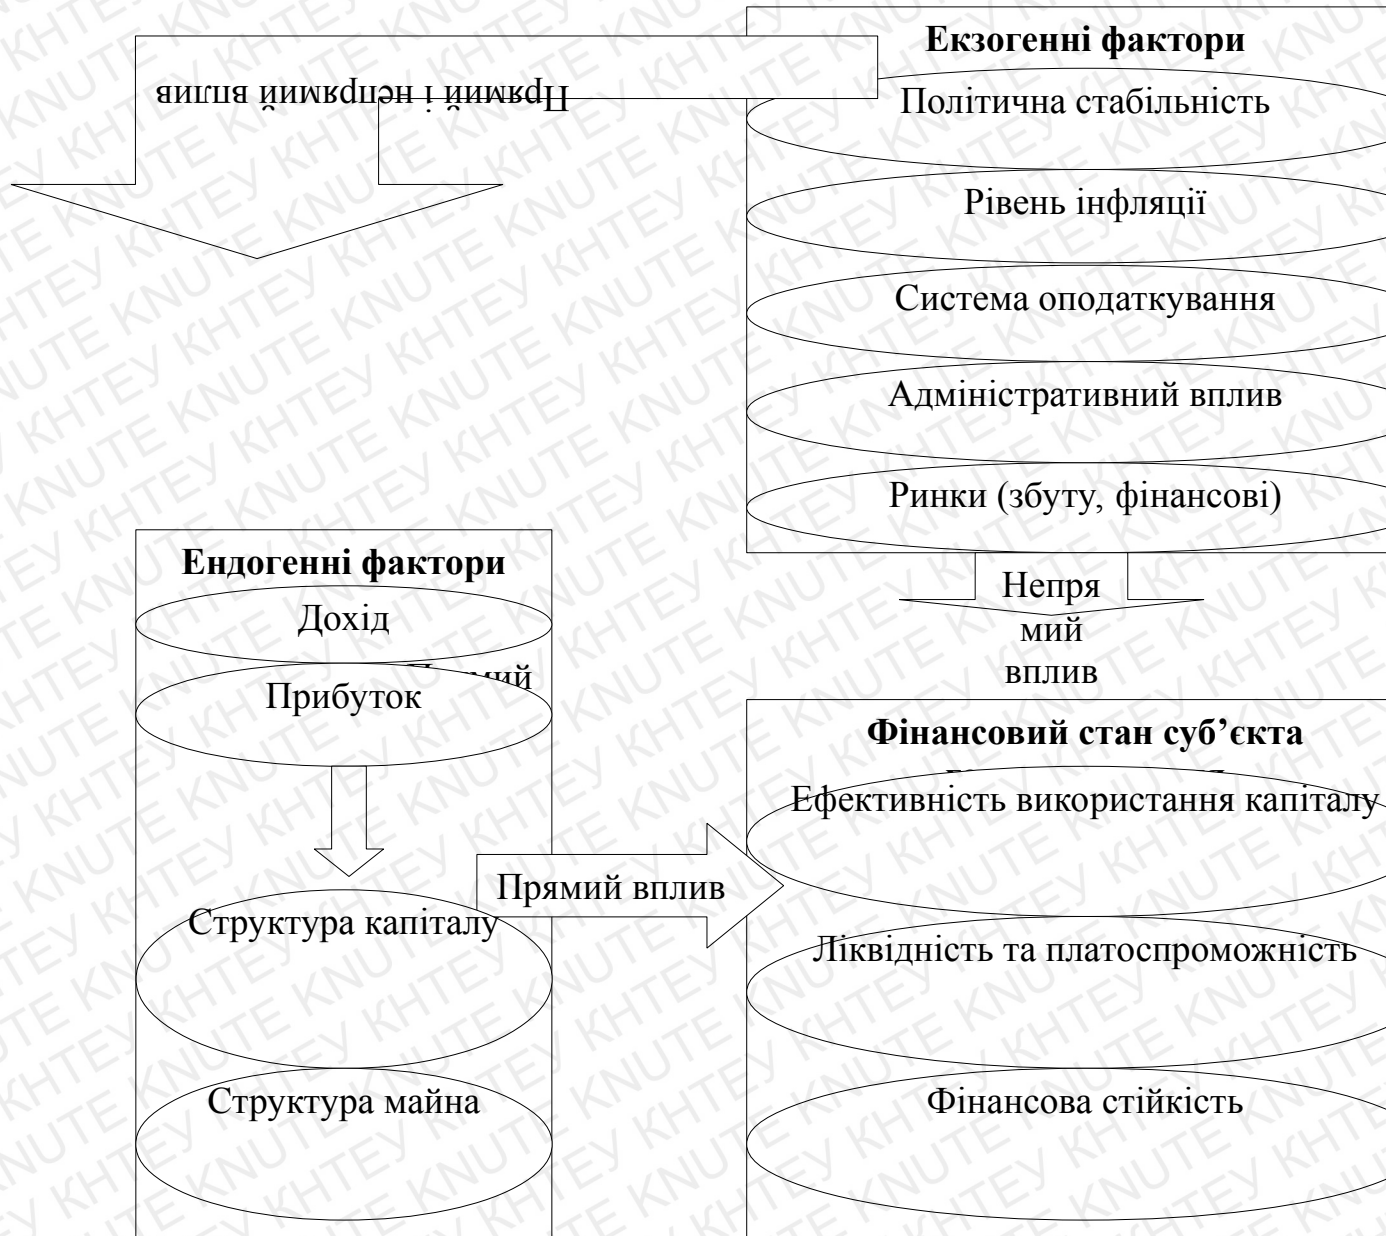 Екзогенні фактори
Політична стабільність
Рівень інфляції
Система оподаткування
Адміністративний вплив
Ринки (збуту, фінансові)
Прямий і непрямий вплив
Непря
мий
вплив
Ендогенні фактори
Дохід
Прибуток
Структура капіталу
Структура майна
Прямий вплив
Фінансовий стан суб’єкта
Ефективність використання капіталу
Ліквідність та платоспроможність
Фінансова стійкість